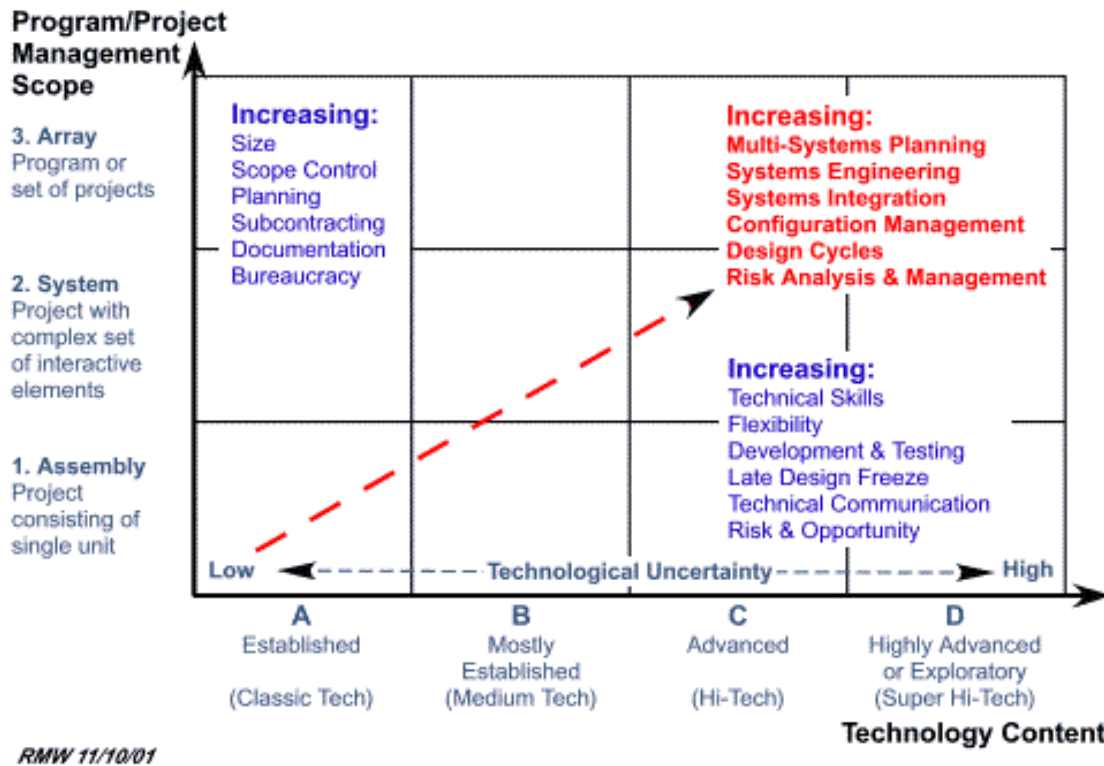 Program/Project
Management
Scope
3. Array
Program or
set of projects
2. System
Project with
complex set
of interactive
elements
1. Assembly
Project
consisting of
single unit
Increasing:
Size
Scope Control
Planning
Subcontracting
Documentation
Bureaucracy
Increasing:
Multi-Systems Planning
Systems Engineering
Systems Integration
Configuration Management
Design Cycles
Risk Analysis & Management
Increasing:
Technical Skills
Flexibility
Development & Testing
Late Design Freeze
Technical Communication
Risk & Opportunity
Low Technological Uncertainty High
A
Established
(Classic Tech)
B
Mostly
Established
(Medium Tech)
C
Advanced
(Hi-Tech)
D
Highly Advanced
or Exploratory
(Super Hi-Tech)
Technology Content
RMW 11/10/01